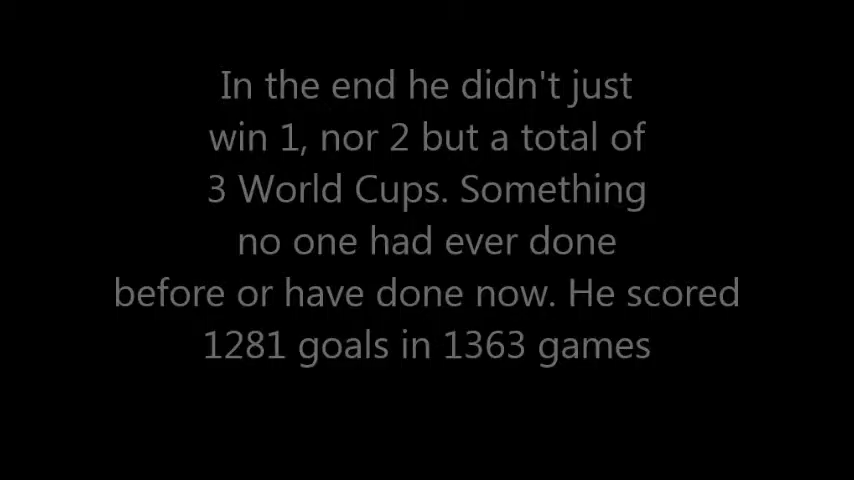 In the end he didn't just
win 1, nor 2 but a total of
3 World Cups. Something
no one had ever done
before or have done now. He scored
1281 goals in 1363 games